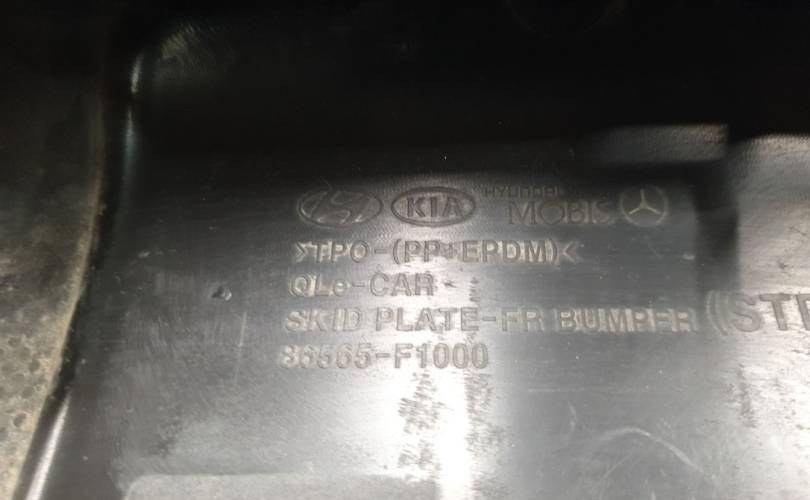 KIA HYUNDAI
MOBIS
>TPO-(PP+EPDM)<
QLe-CAR
SKID PLATE-FR BUMPER
86565-F1000